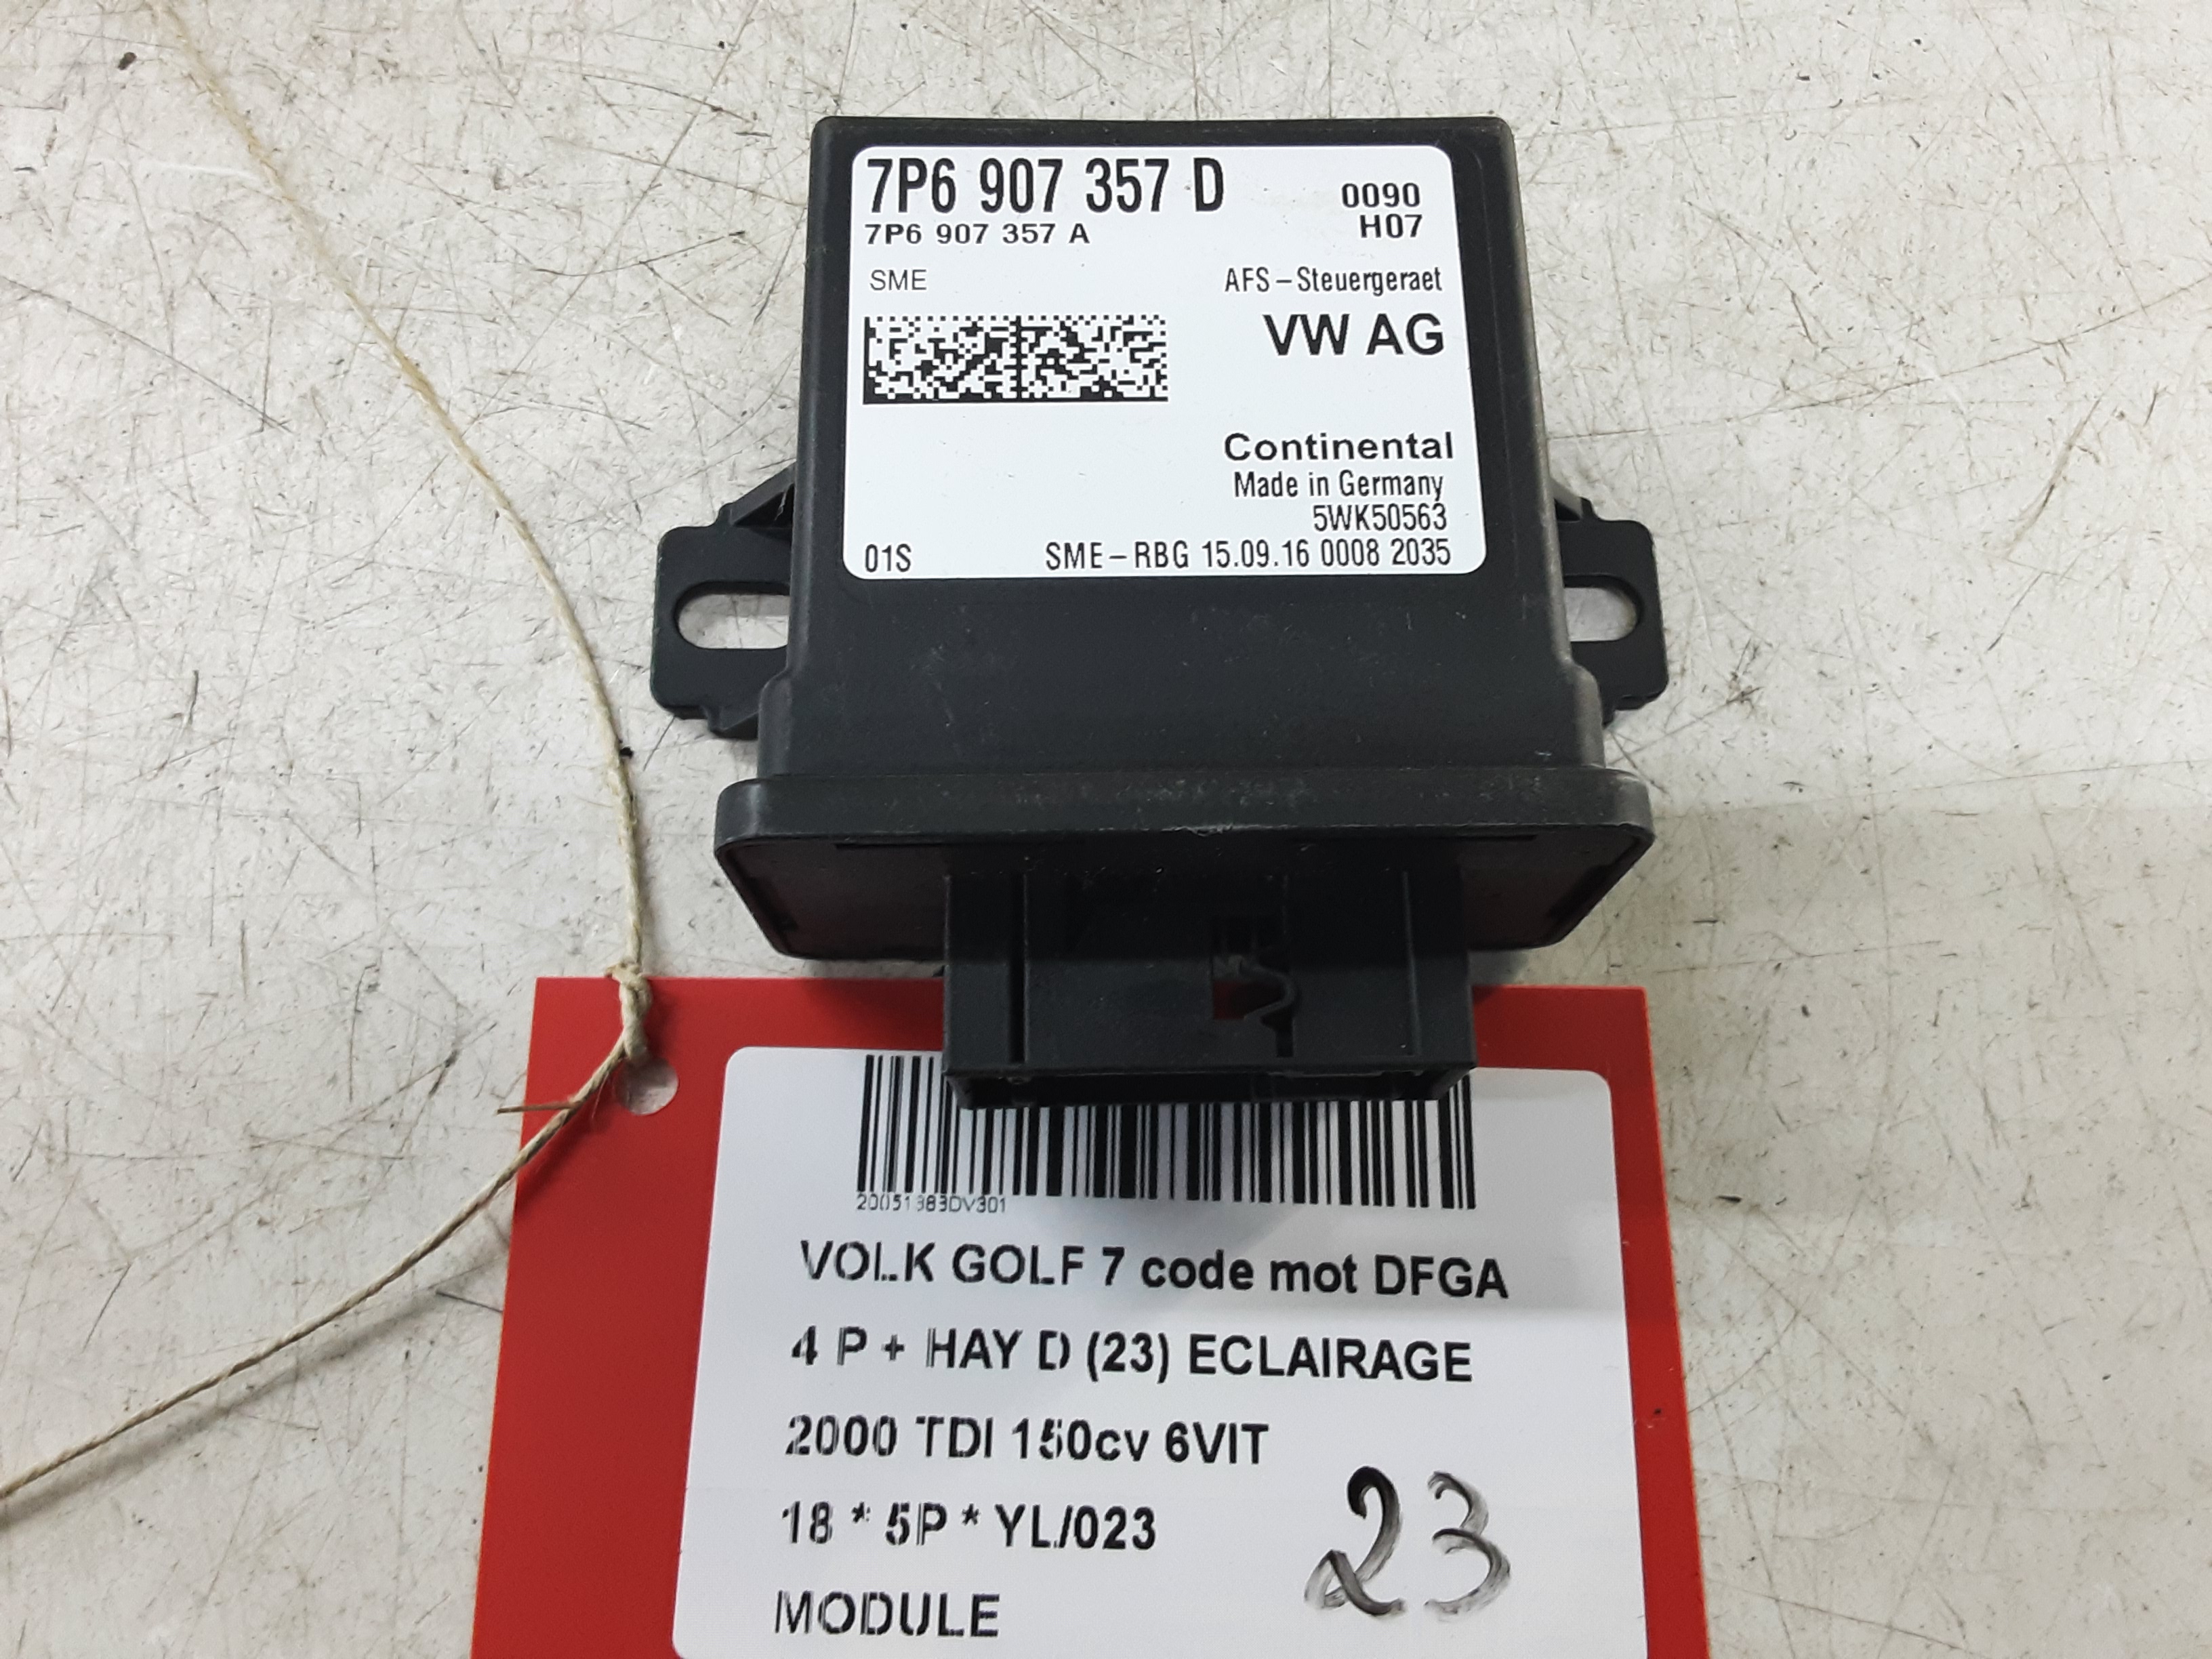 7P6 907 357 D
0090
7P6 907 357 A
H07
SME
AFS-Steuergeraet
VW AG
Continental
Made in Germany
5WK50563
01S
SME-RBG 15.09.16 0008 2035
20051983DV301
VOLK GOLF 7 code mot DFGA
4 P + HAY D (23) ECLAIRAGE
2000 TDI 150cv 6VIT
18 * 5P * YL/023
23
MODULE